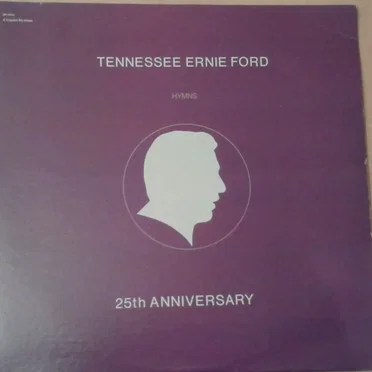 TENNESSEE ERNIE FORD
HYMNS
25th ANNIVERSARY